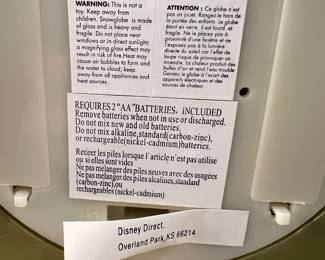 WARNING: This is not a
toy. Keep away from
children. Snowglobe is made
of glass and is heavy and
fragile. Do not place near
windows or in direct sunlight;
a magnifying glass effect may
result in risk of fire. Heat may
cause air bubbles to form and
the water to cloud; keep
away from all appliances and
heat sources.
ATTENTION : Ce globe n'est
pas un jouet. Rangez-le hors
de la portée des enfants. Le globe
étant en verre, il est lourd et
fragile. Ne le placez pas à
proximité d'une fenêtre et ne
l'exposez pas à la lumière
directe du soleil car l'effet de
loupe risque de provoquer un
incendie. La chaleur produit des
bulles d'air et rend l'eau trouble.
Gardez le globe à l'écart des
appareils électriques et des
sources de chaleur.
REQUIRES 2 "AA" BATTERIES, INCLUDED
Remove batteries when not in use or discharged.
Do not mix new and old batteries.
Do not mix alkaline, standard (carbon-zinc),
or rechargeable (nickel-cadmium) batteries.
Retirer les piles lorsque l'article n'est pas utilisé
ou si elles sont vides
Ne pas mélanger des piles neuves avec des usagées
Ne pas mélanger des piles alcalines, standard
(carbon-zinc), ou
rechargeables (nickel-cadmium)
OFF
Disney Direct,
Overland Park, KS 66214